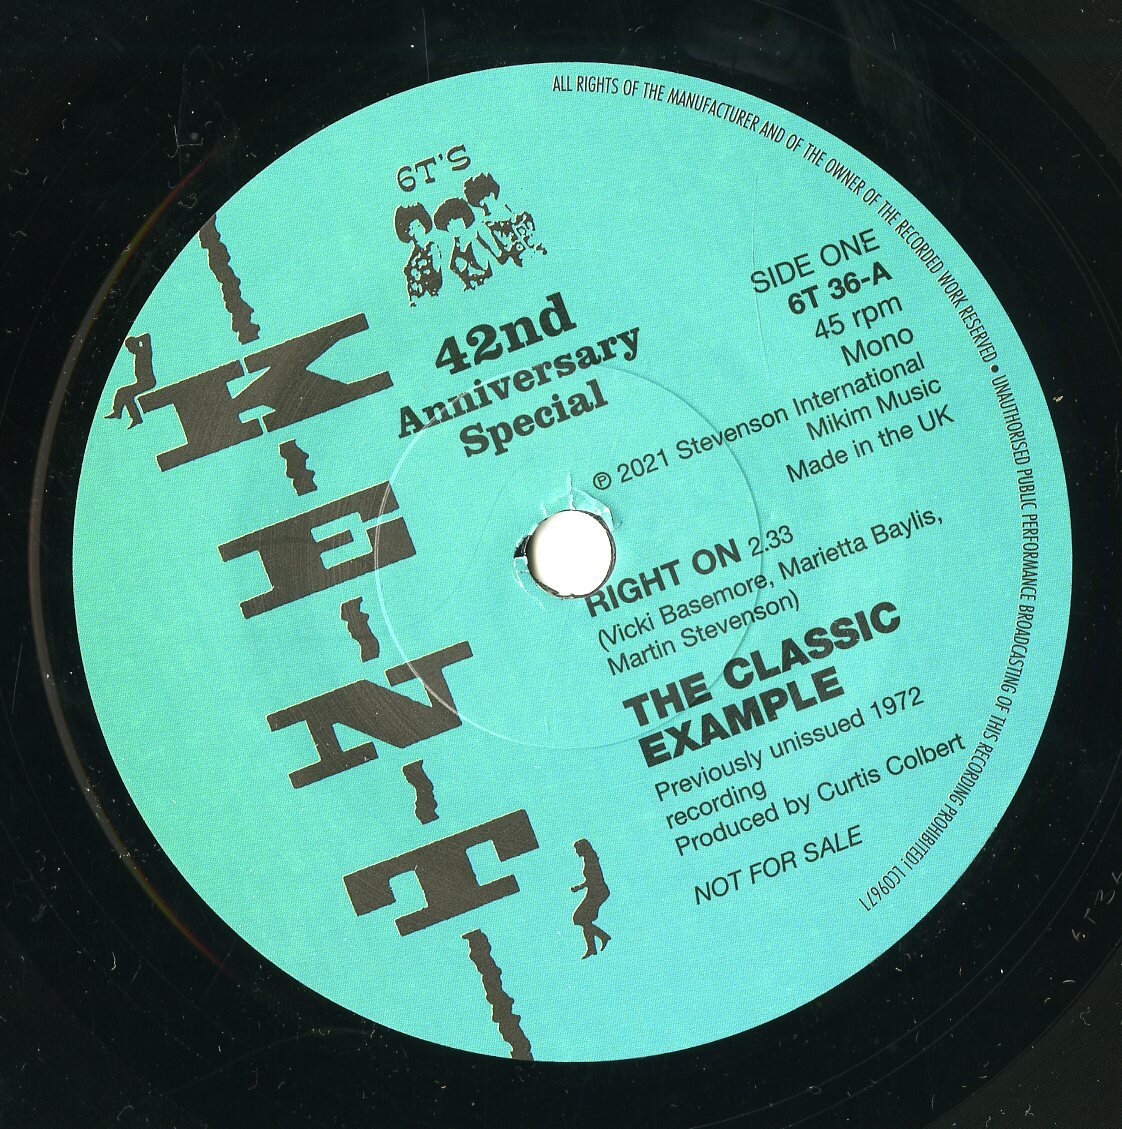 ALL RIGHTS OF THE MANUFACTURER AND OF THE OWNER OF THE RECORDED WORK RESERVED • UNAUTHORISED PUBLIC PERFORMANCE BROADCASTING OF THIS RECORDING PROHIBITED! LC09671
6T'S
42nd
Anniversary
Special
KENT
SIDE ONE
6T 36-A
45 rpm
Mono
℗ 2021 Stevenson International
Mikim Music
Made in the UK
RIGHT ON 2.33
(Vicki Basemore, Marietta Baylis,
Martin Stevenson)
THE CLASSIC
EXAMPLE
Previously unissued 1972
recording
Produced by Curtis Colbert
NOT FOR SALE